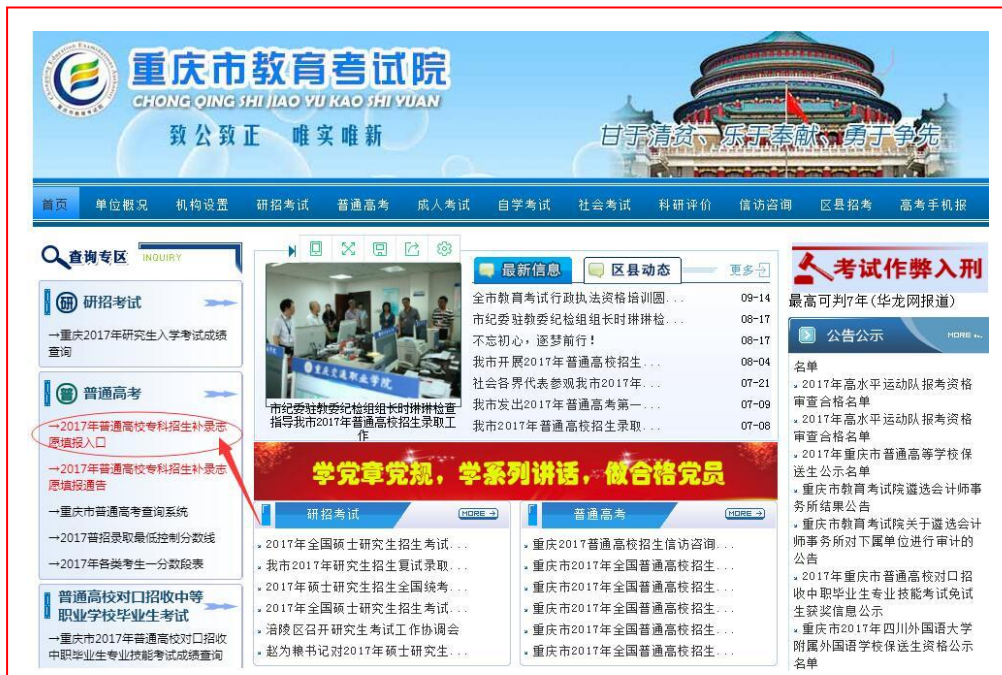 重庆市教育考试院
CHONG QING SHI JIAO YU KAO SHI YUAN
致公致正 唯实唯新
甘于清贫、乐于奉献、勇于争先
首页 单位概况 机构设置 研招考试 普通高考 成人考试 自学考试 社会考试 科研评价 信访咨询 区县招考 高考手机报
查询专区 INQUIRY
研招考试
→重庆2017年研究生入学考试成绩
查询
普通高考
→2017年普通高校专科招生补录志
愿填报入口
→2017年普通高校专科招生补录志
愿填报通告
→重庆市普通高考查询系统
→2017普招录取最低控制分数线
→2017年各类考生一分数段表
普通高校对口招收中等
职业学校毕业生考试
→重庆市2017年普通高校对口招收
中职毕业生专业技能考试成绩查询
重庆交通职业学院
市纪委驻教委纪检组组长时琳琳检查
指导我市2017年普通高校招生录取工
作
最新信息 区县动态 更多
全市教育考试行政执法资格培训圆... 09-14
市纪委驻教委纪检组组长时琳琳检... 08-17
不忘初心，逐梦前行！ 08-17
我市开展2017年普通高校招生... 08-04
社会各界代表参观我市2017年... 07-21
我市发出2017年普通高考第一... 07-09
我市2017年普通高校招生录取... 07-08
学党章党规，学系列讲话，做合格党员
研招考试 MORE→
2017年全国硕士研究生招生考试...
我市2017年研究生招生复试录取...
2017年硕士研究生招生全国统考...
2017年全国硕士研究生招生考试...
涪陵区召开研究生考试工作协调会
赵为粮书记对2017年硕士研究生...
普通高考 MORE→
重庆2017普通高校招生信访咨询...
重庆市2017年全国普通高校招生...
重庆市2017年全国普通高校招生...
重庆市2017年全国普通高校招生...
重庆市2017年全国普通高校招生...
重庆市2017年全国普通高校招生...
考试作弊入刑
最高可判7年(华龙网报道)
公告公示 MORE
名单
2017年高水平运动队报考资格
审查合格名单
2017年高水平运动队报考资格
审查合格名单
2017年重庆市普通高等学校保
送生公示名单
重庆市教育考试院遴选会计师事
务所结果公告
重庆市教育考试院关于遴选会计
师事务所对下属单位进行审计的
公告
2017年重庆市普通高校对口招
收中职毕业生专业技能考试免试
生获奖信息公示
重庆市2017年四川外国语大学
附属外国语学校保送生资格公示
名单